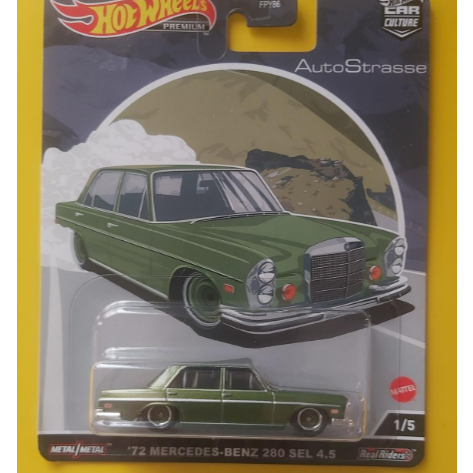 Hot Wheels
PREMIUM
FPY86
CAR
CULTURE
AutoStrasse
MATTEL
1/5
METAL/METAL
'72 MERCEDES-BENZ 280 SEL 4.5
Real Riders